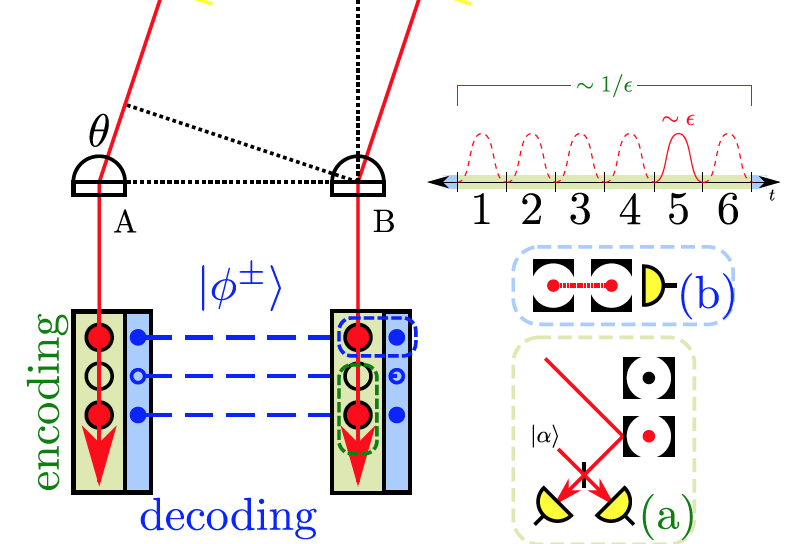 ∼ 1/ϵ
∼ ϵ
θ
1 2 3 4 5 6
t
A
B
|ϕ±⟩
(b)
encoding
|α⟩
(a)
decoding